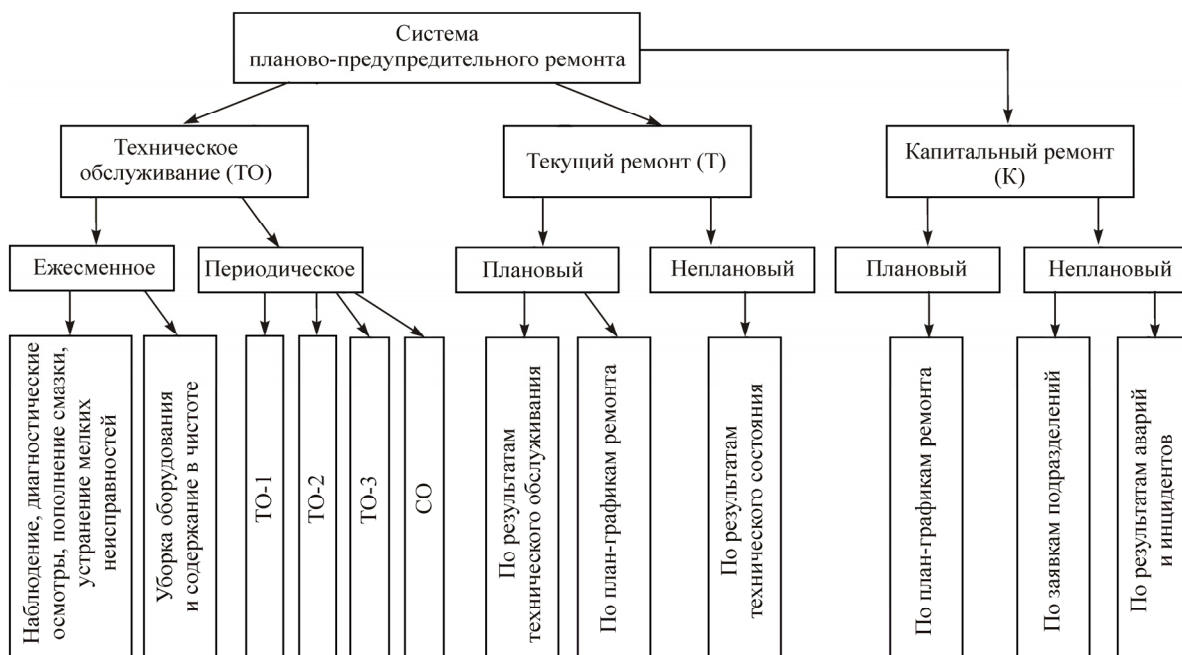 Система
планово-предупредительного ремонта
Техническое
обслуживание (ТО)
Текущий ремонт (Т)
Капитальный ремонт
(К)
Ежесменное
Периодическое
Плановый
Неплановый
Плановый
Неплановый
Наблюдение, диагностические
осмотры, пополнение смазки,
устранение мелких
неисправностей
Уборка оборудования
и содержание в чистоте
ТО-1
ТО-2
ТО-3
СО
По результатам
технического обслуживания
По план-графикам ремонта
По результатам
технического состояния
По план-графикам ремонта
По заявкам подразделений
По результатам аварий
и инцидентов